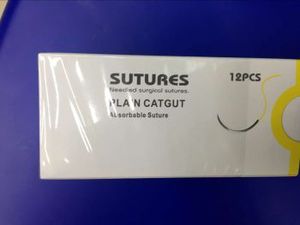 SUTURES
12PCS
Needled surgical sutures.
PLAIN CATGUT
Absorbable Suture